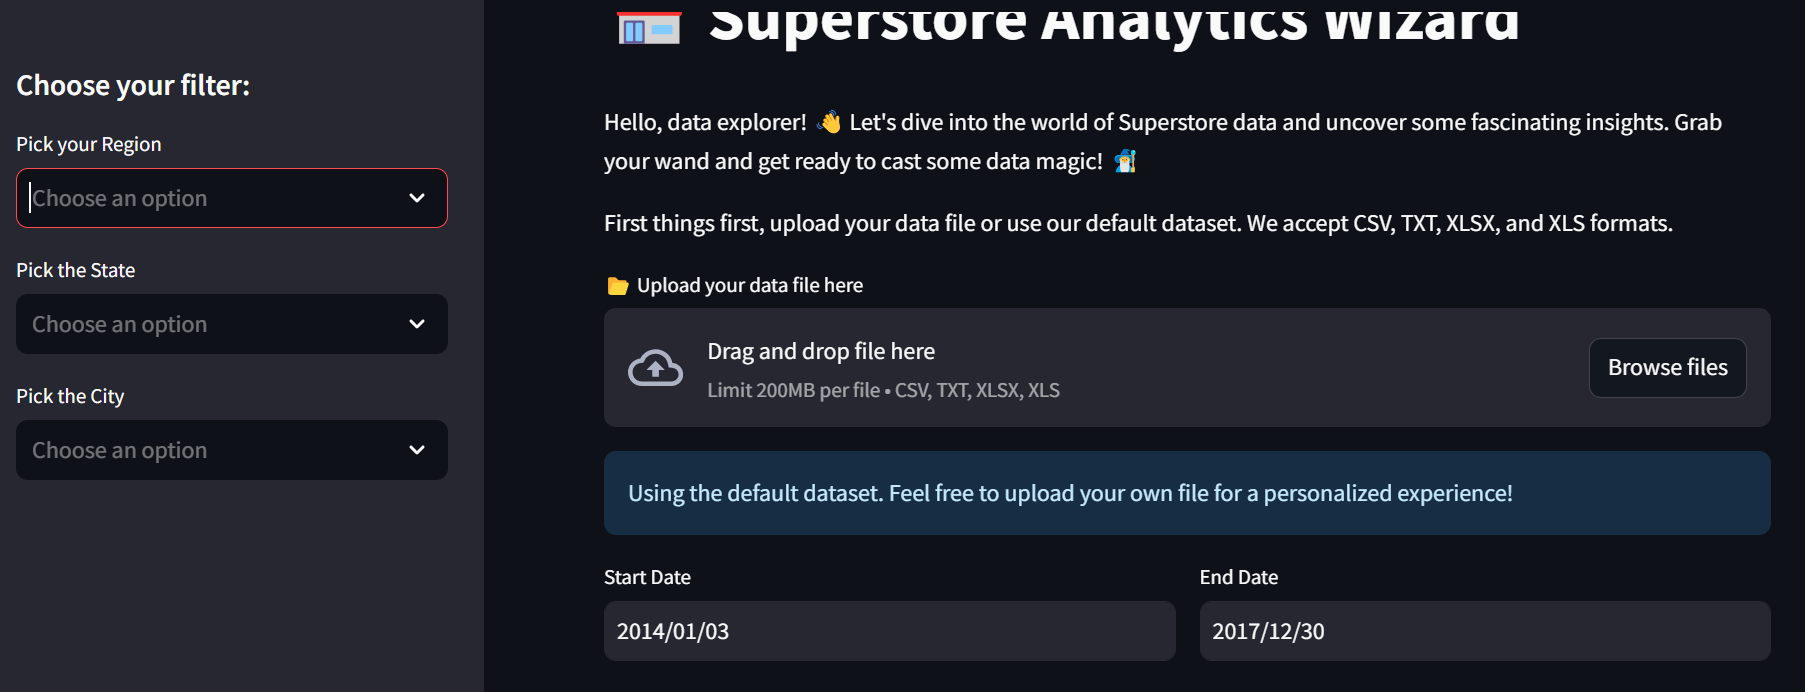 Choose your filter:
Pick your Region
Choose an option
Pick the State
Choose an option
Pick the City
Choose an option
Superstore Analytics Wizard
Hello, data explorer! 👋 Let's dive into the world of Superstore data and uncover some fascinating insights. Grab
your wand and get ready to cast some data magic! 🧙‍♂️
First things first, upload your data file or use our default dataset. We accept CSV, TXT, XLSX, and XLS formats.
📂 Upload your data file here
Drag and drop file here
Limit 200MB per file • CSV, TXT, XLSX, XLS
Browse files
Using the default dataset. Feel free to upload your own file for a personalized experience!
Start Date
2014/01/03
End Date
2017/12/30